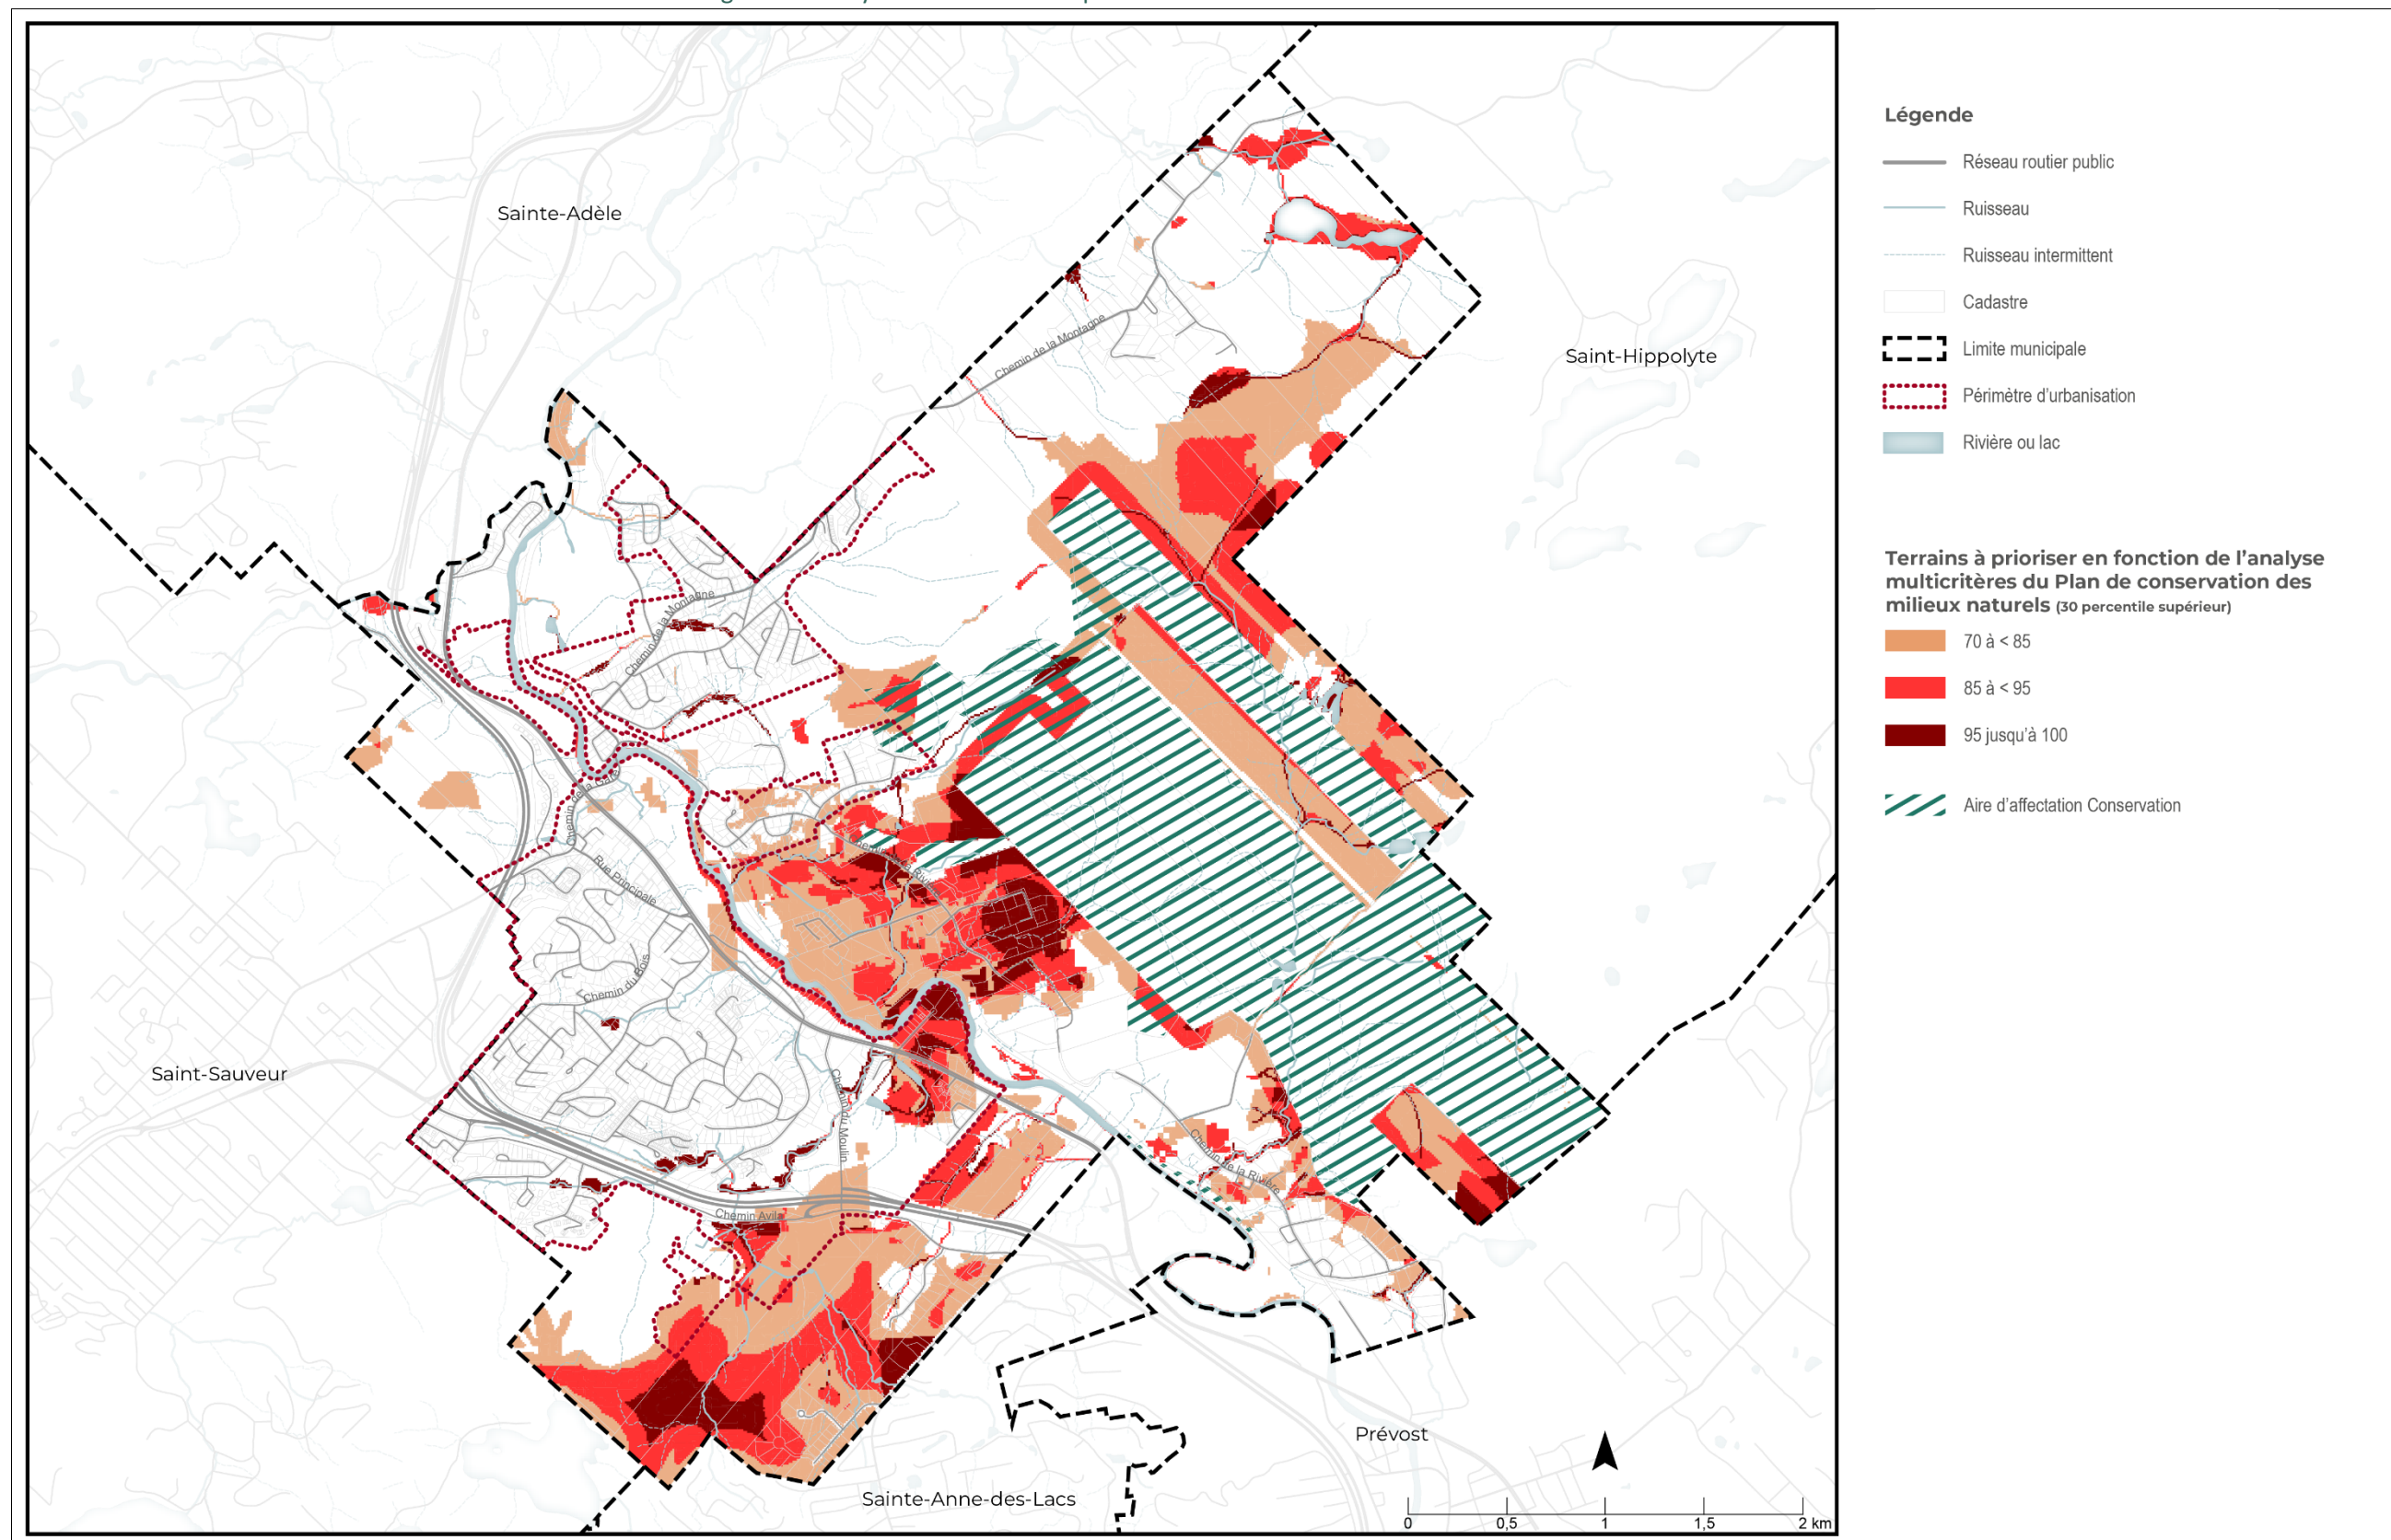 Sainte-Adèle
Saint-Hippolyte
Saint-Sauveur
Prévost
Sainte-Anne-des-Lacs
Chemin de la Montagne
Chemin de la Montagne
Rue Principale
Chemin du Bois
Chemin du Moulin
Chemin Avila
Chemin de la Rivière
0 0,5 1 1,5 2 km
Légende
Réseau routier public
Ruisseau
Ruisseau intermittent
Cadastre
Limite municipale
Périmètre d'urbanisation
Rivière ou lac
Terrains à prioriser en fonction de l'analyse
multicritères du Plan de conservation des
milieux naturels (30 percentile supérieur)
70 à < 85
85 à < 95
95 jusqu'à 100
Aire d'affectation Conservation